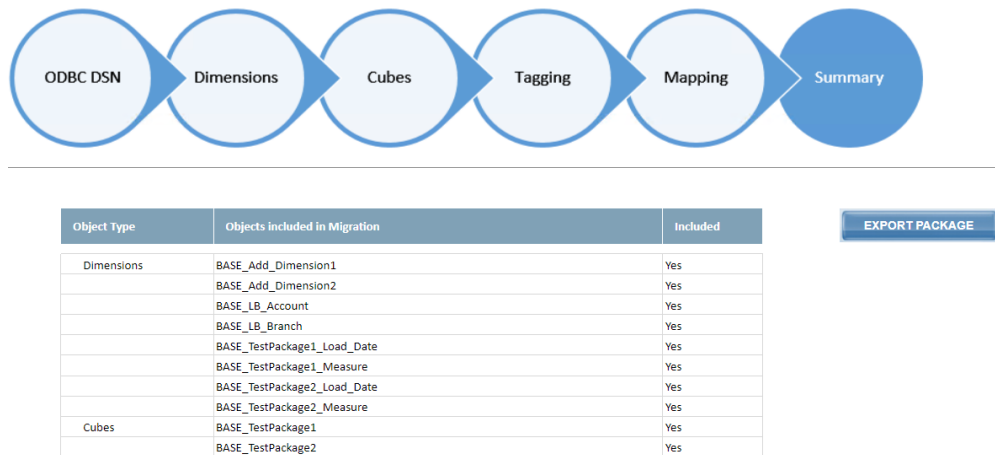 ODBC DSN Dimensions Cubes Tagging Mapping Summary
Object Type Objects included in Migration Included EXPORT PACKAGE
Dimensions BASE_Add_Dimension1 Yes
BASE_Add_Dimension2 Yes
BASE_LB_Account Yes
BASE_LB_Branch Yes
BASE_TestPackage1_Load_Date Yes
BASE_TestPackage1_Measure Yes
BASE_TestPackage2_Load_Date Yes
BASE_TestPackage2_Measure Yes
Cubes BASE_TestPackage1 Yes
BASE_TestPackage2 Yes